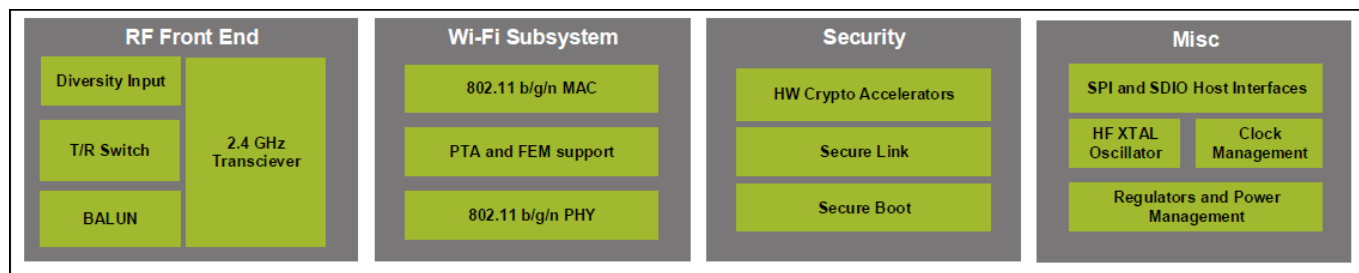 RF Front End
Diversity Input
T/R Switch
BALUN
2.4 GHz
Transciever
Wi-Fi Subsystem
802.11 b/g/n MAC
PTA and FEM support
802.11 b/g/n PHY
Security
HW Crypto Accelerators
Secure Link
Secure Boot
Misc
SPI and SDIO Host Interfaces
HF XTAL
Oscillator
Clock
Management
Regulators and Power
Management